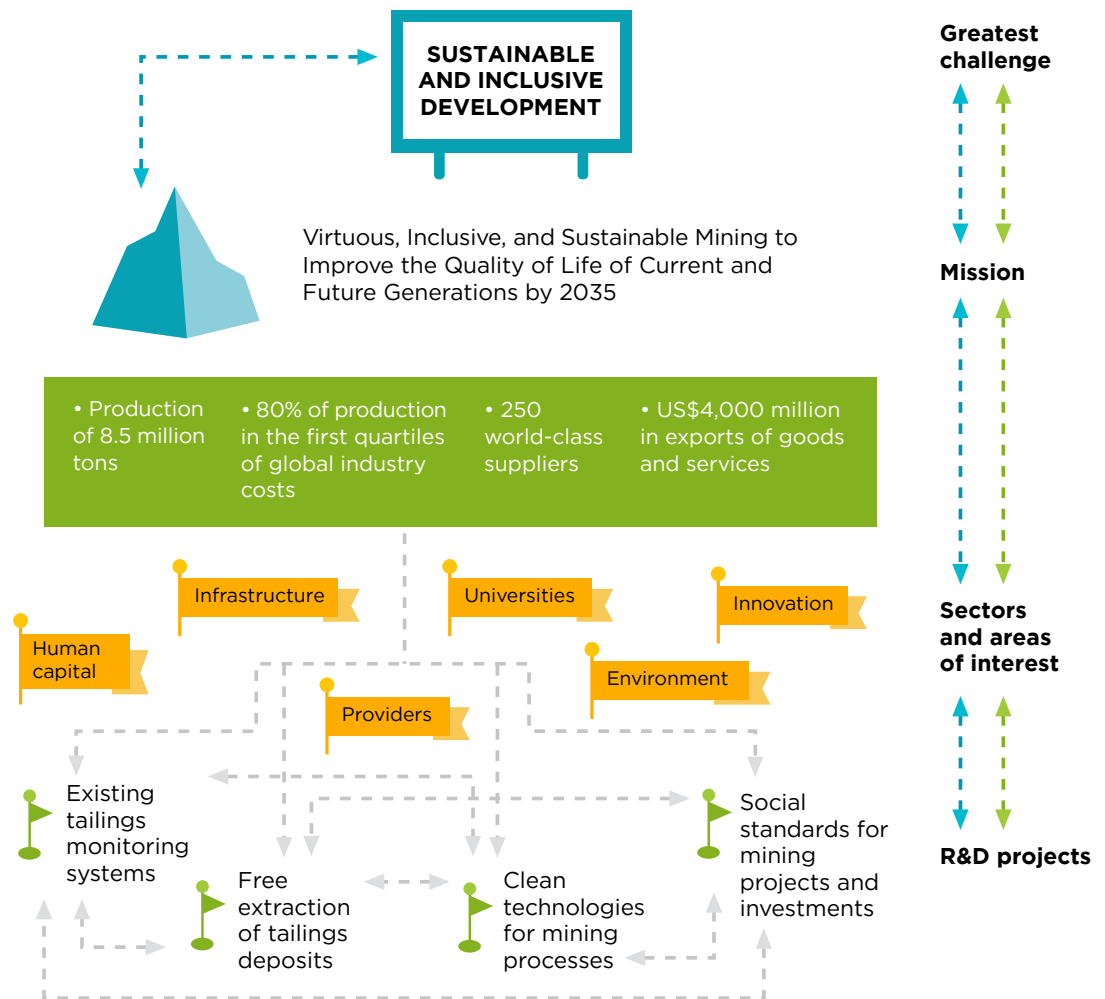 SUSTAINABLE
AND INCLUSIVE
DEVELOPMENT
Greatest
challenge
Virtuous, Inclusive, and Sustainable Mining to
Improve the Quality of Life of Current and
Future Generations by 2035
Mission
• Production
of 8.5 million
tons
• 80% of production
in the first quartiles
of global industry
costs
• 250
world-class
suppliers
• US$4,000 million
in exports of goods
and services
Infrastructure
Universities
Innovation
Human
capital
Environment
Providers
Sectors
and areas
of interest
Existing
tailings
monitoring
systems
Free
extraction
of tailings
deposits
Clean
technologies
for mining
processes
Social
standards for
mining
projects and
investments
R&D projects